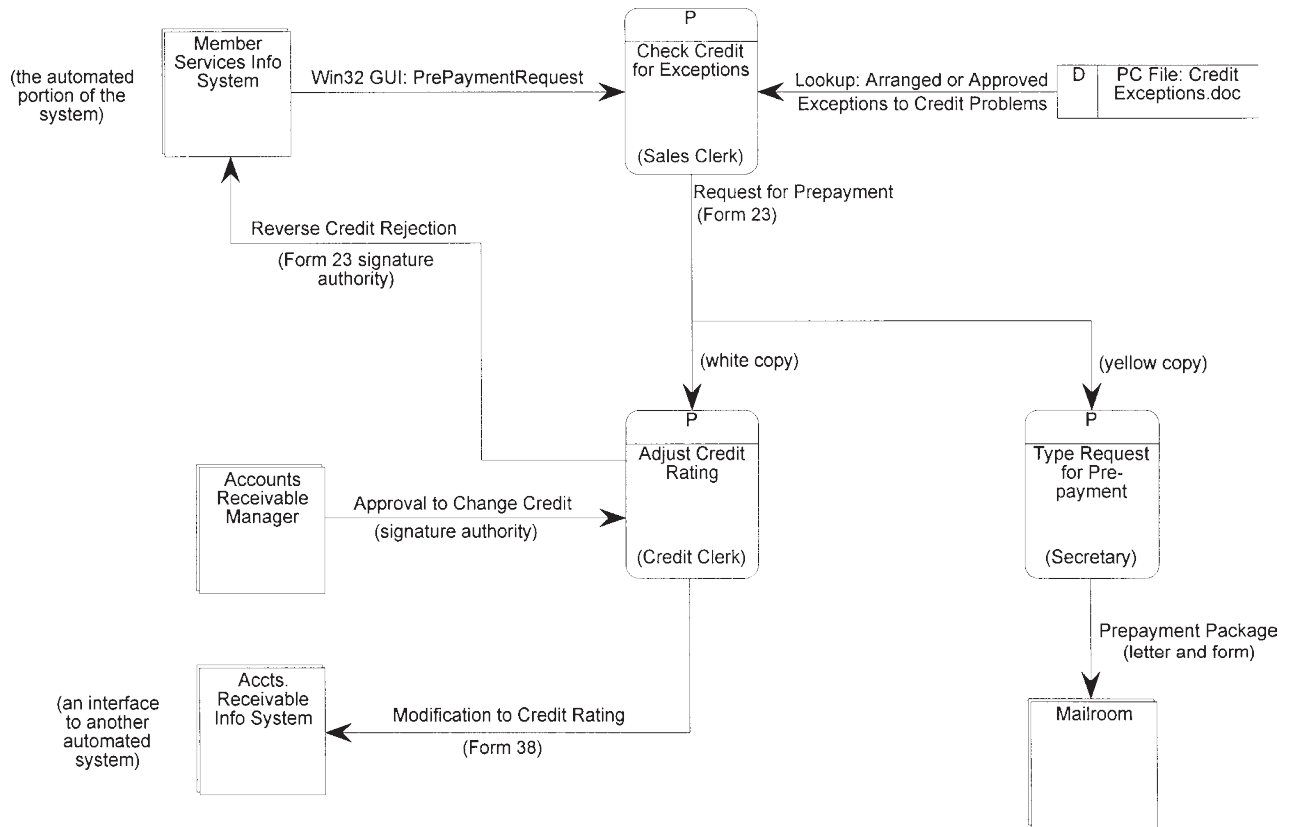 P
Member
Services Info
System
(the automated
portion of the
system)
Win32 GUI: PrePaymentRequest
Check Credit
for Exceptions
(Sales Clerk)
Lookup: Arranged or Approved
Exceptions to Credit Problems
D
PC File: Credit
Exceptions.doc
Request for Prepayment
(Form 23)
Reverse Credit Rejection
(Form 23 signature
authority)
(white copy)
(yellow copy)
P
Adjust Credit
Rating
(Credit Clerk)
P
Type Request
for Pre-
payment
(Secretary)
Accounts
Receivable
Manager
Approval to Change Credit
(signature authority)
Prepayment Package
(letter and form)
Accts.
Receivable
Info System
(an interface
to another
automated
system)
Modification to Credit Rating
(Form 38)
Mailroom